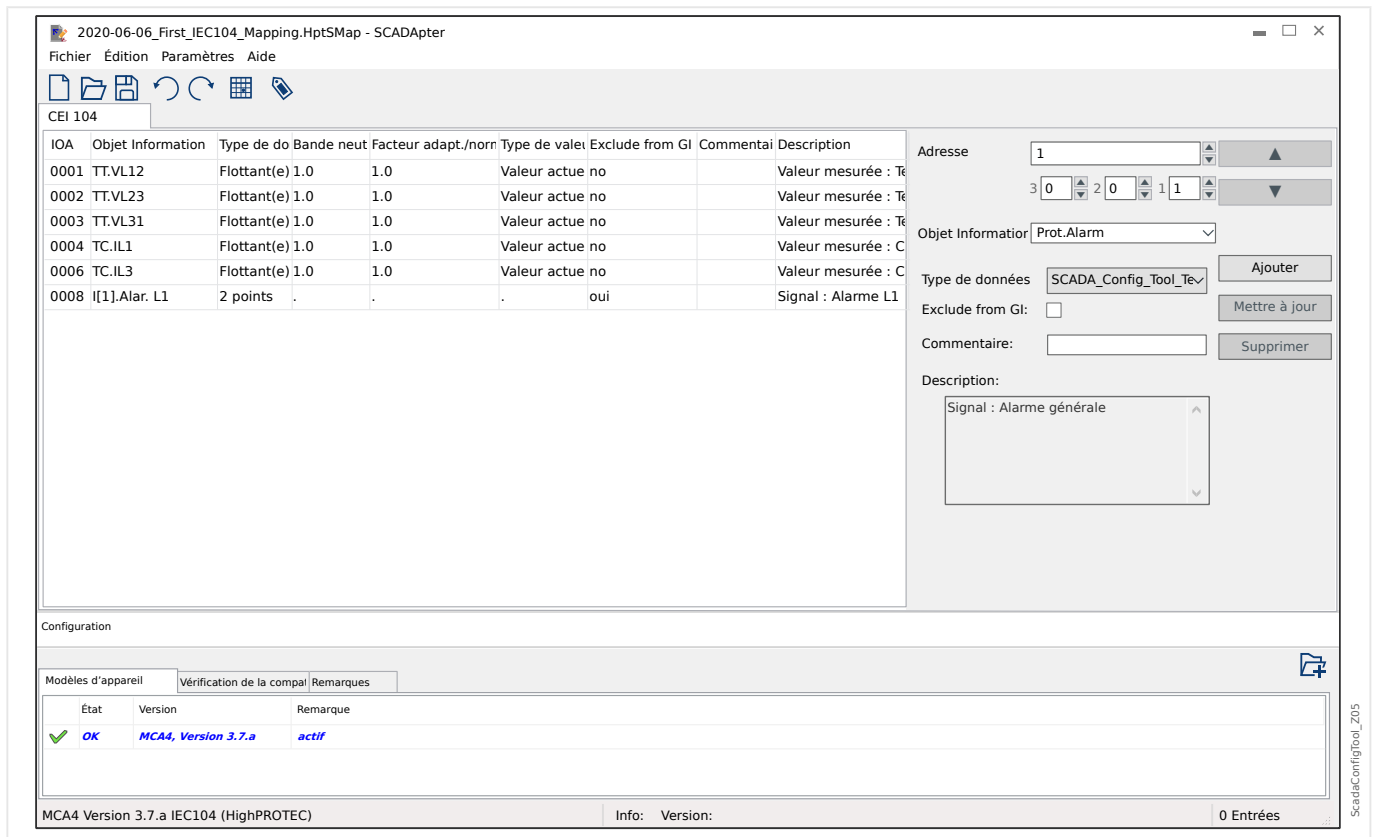 2020-06-06_First_IEC104_Mapping.HptSMap - SCADApter
Fichier Édition Paramètres Aide
CEI 104
IOA Objet Information Type de do Bande neut Facteur adapt./norn Type de valeu Exclude from GI Commentai Description
0001 TT.VL12 Flottant(e) 1.0 1.0 Valeur actue no Valeur mesurée : Te
0002 TT.VL23 Flottant(e) 1.0 1.0 Valeur actue no Valeur mesurée : Te
0003 TT.VL31 Flottant(e) 1.0 1.0 Valeur actue no Valeur mesurée : Te
0004 TC.IL1 Flottant(e) 1.0 1.0 Valeur actue no Valeur mesurée : C
0006 TC.IL3 Flottant(e) 1.0 1.0 Valeur actue no Valeur mesurée : C
0008 I[1].Alar. L1 2 points . . . oui Signal : Alarme L1
Adresse 1
3 0 2 0 1 1
Objet Information Prot.Alarm
Ajouter
Type de données SCADA_Config_Tool_Te
Exclude from GI:
Mettre à jour
Commentaire:
Supprimer
Description:
Signal : Alarme générale
Configuration
Modèles d’appareil Vérification de la compat Remarques
État Version Remarque
OK MCA4, Version 3.7.a actif
MCA4 Version 3.7.a IEC104 (HighPROTEC) Info: Version: 0 Entrées
ScadaConfigTool_Z05